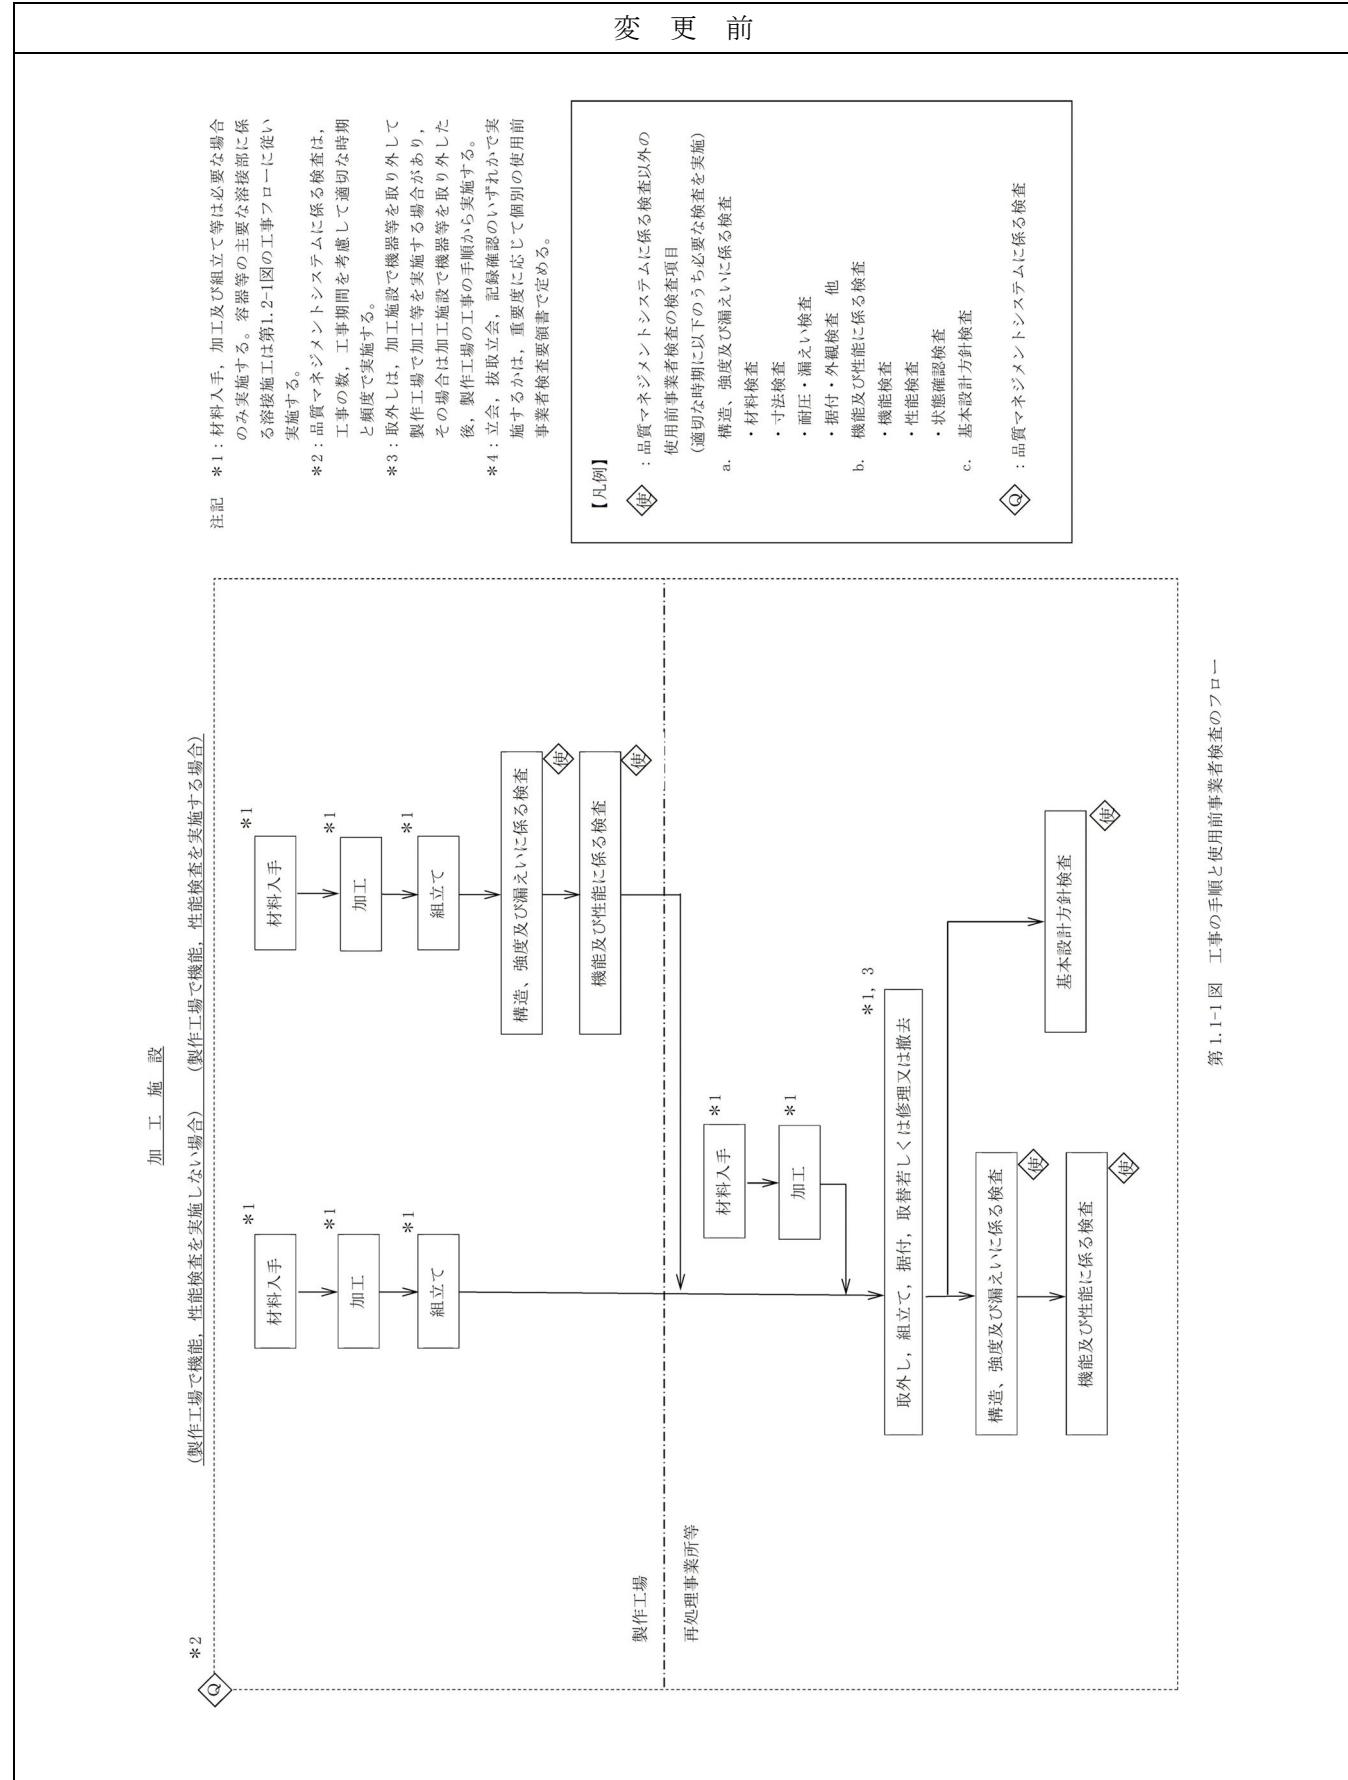 変　更　前
加　工　施　設
(製作工場で機能，性能検査を実施しない場合)
(製作工場で機能，性能検査を実施する場合)
*2
Q
材料入手
*1
加工
*1
組立て
*1
材料入手
*1
加工
*1
組立て
*1
構造、強度及び漏えいに係る検査
使
機能及び性能に係る検査
使
製作工場
再処理事業所等
材料入手
*1
加工
*1
取外し，組立て，据付，取替若しくは修理又は撤去
*1, 3
構造、強度及び漏えいに係る検査
使
機能及び性能に係る検査
使
基本設計方針検査
使
第1.1-1図　工事の手順と使用前事業者検査のフロー
注記　*1：材料入手，加工及び組立て等は必要な場合
のみ実施する。容器等の主要な溶接部に係
る溶接施工は第1.2-1図の工事フローに従い
実施する。
*2：品質マネジメントシステムに係る検査は，
工事の数，工事期間を考慮して適切な時期
と頻度で実施する。
*3：取外しは，加工施設で機器等を取り外して
製作工場で加工等を実施する場合があり，
その場合は加工施設で機器等を取り外した
後，製作工場の工事の手順から実施する。
*4：立会，抜取立会，記録確認のいずれかで実
施するかは，重要度に応じて個別の使用前
事業者検査要領書で定める。
【凡例】
使：品質マネジメントシステムに係る検査以外の
使用前事業者検査の検査項目
(適切な時期に以下のうち必要な検査を実施)
a.　構造、強度及び漏えいに係る検査
・材料検査
・寸法検査
・耐圧・漏えい検査
・据付・外観検査　他
b.　機能及び性能に係る検査
・機能検査
・性能検査
・状態確認検査
c.　基本設計方針検査
Q：品質マネジメントシステムに係る検査